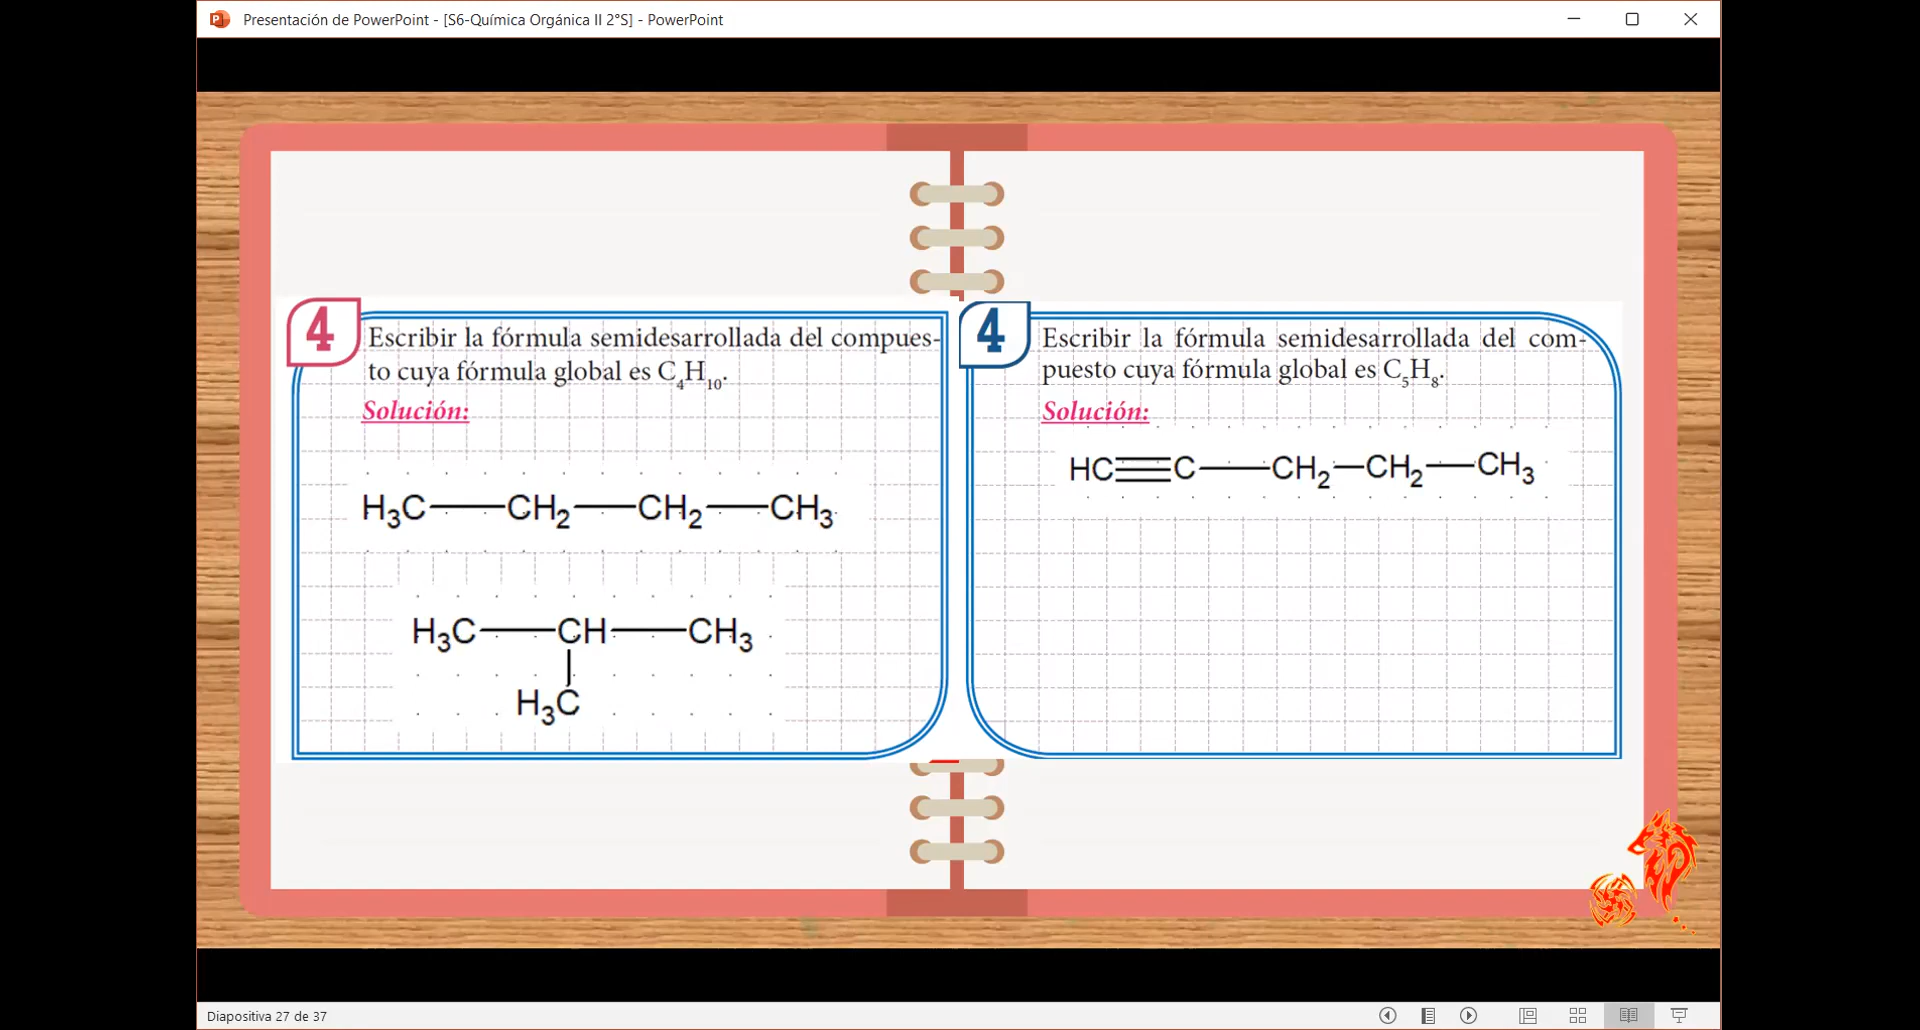 Presentación de PowerPoint - [S6-Química Orgánica II 2°S] - PowerPoint
4
Escribir la fórmula semidesarrollada del compues-
to cuya fórmula global es C₄H₁₀.
Solución:
H₃C—CH₂—CH₂—CH₃
H₃C—CH—CH₃
|
H₃C
4
Escribir la fórmula semidesarrollada del com-
puesto cuya fórmula global es C₅H₈.
Solución:
HC≡C—CH₂—CH₂—CH₃
Diapositiva 27 de 37